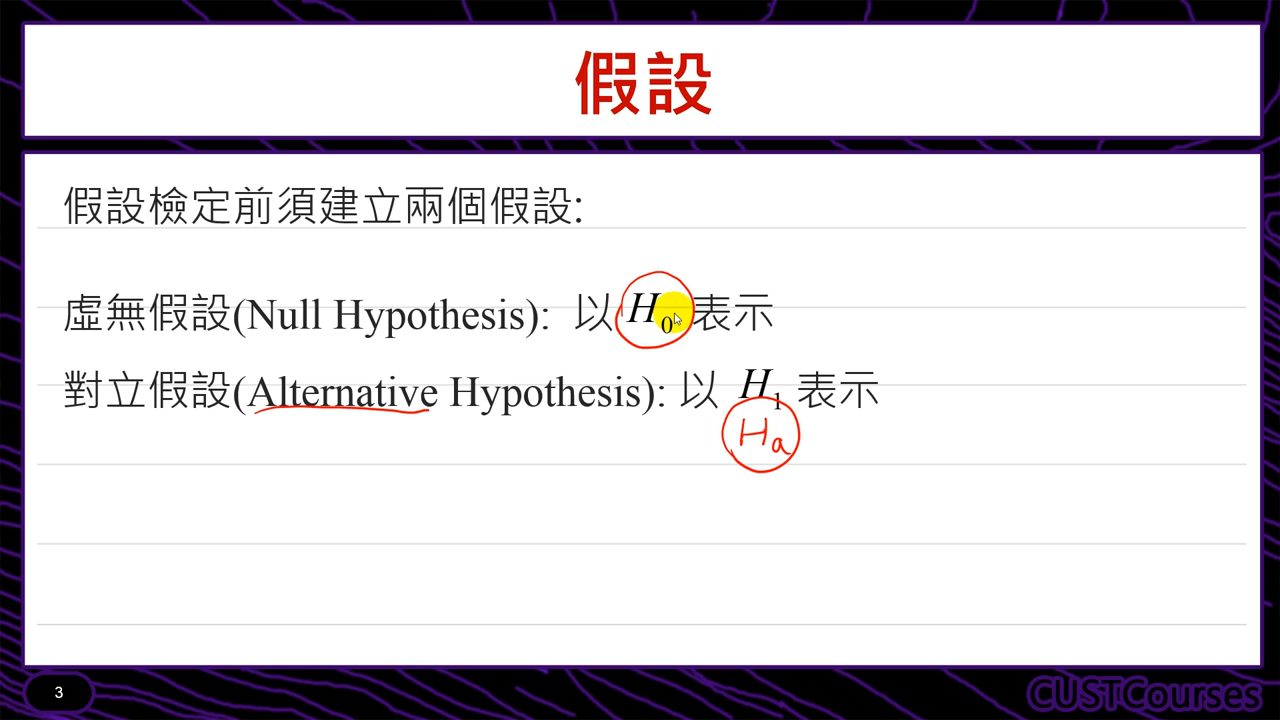 假設
假設檢定前須建立兩個假設:
虛無假設(Null Hypothesis): 以 H0 表示
對立假設(Alternative Hypothesis): 以 H1 表示
Ha
3
CUSTCourses